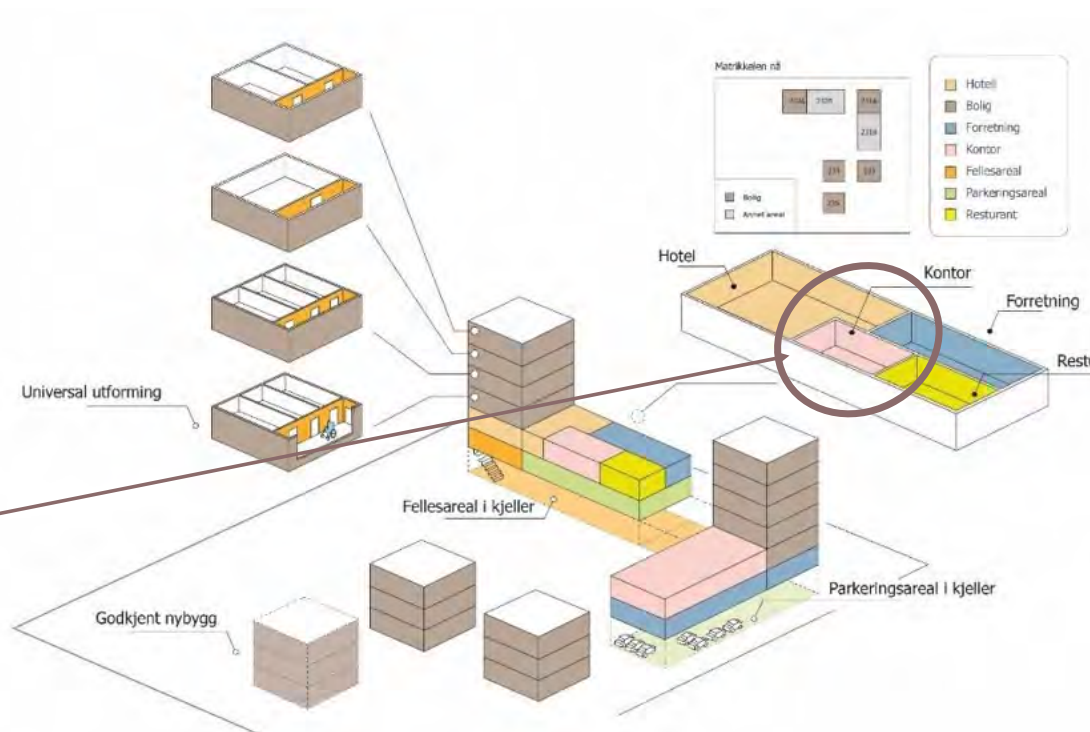 Matrikkelen nå
Bolig
Annet areal
Hotell
Bolig
Forretning
Kontor
Fellesareal
Parkeringsareal
Resturant
Hotel
Kontor
Forretning
Restu
Universal utforming
Fellesareal i kjeller
Parkeringsareal i kjeller
Godkjent nybygg